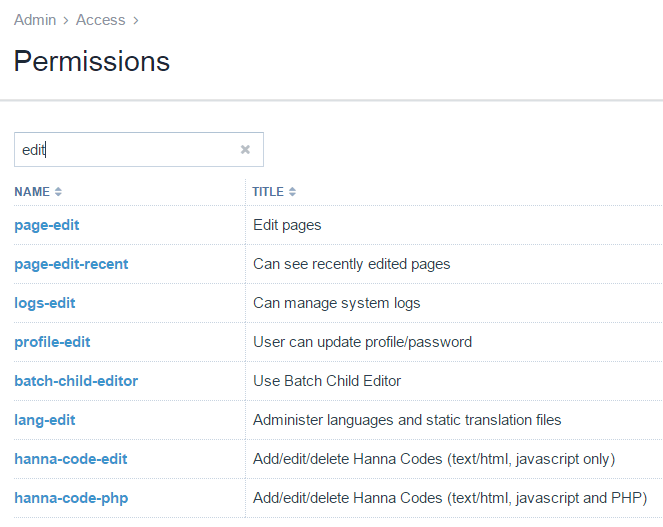 Admin > Access >
Permissions
edit
NAME TITLE
page-edit Edit pages
page-edit-recent Can see recently edited pages
logs-edit Can manage system logs
profile-edit User can update profile/password
batch-child-editor Use Batch Child Editor
lang-edit Administer languages and static translation files
hanna-code-edit Add/edit/delete Hanna Codes (text/html, javascript only)
hanna-code-php Add/edit/delete Hanna Codes (text/html, javascript and PHP)